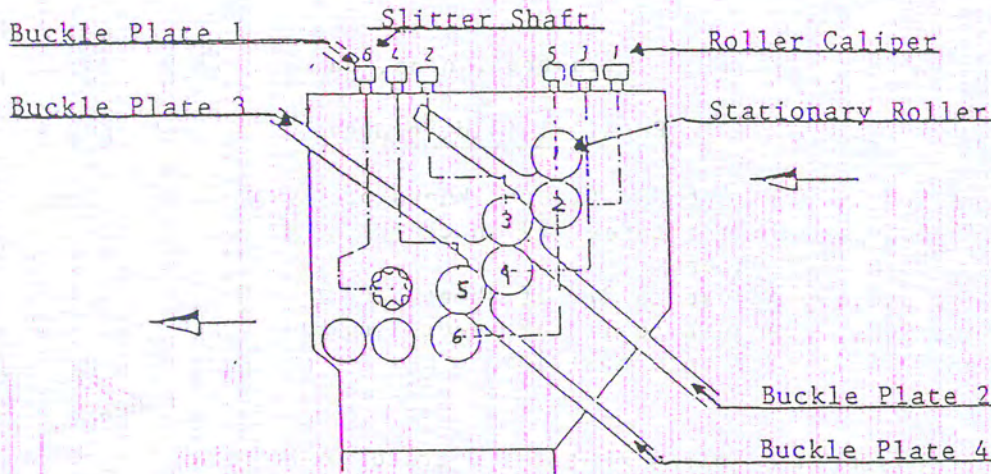 Slitter Shaft
Buckle Plate 1
Roller Caliper
6 4 2 5 3 1
Buckle Plate 3
Stationary Roller
1
2
3
4
5
6
Buckle Plate 2
Buckle Plate 4